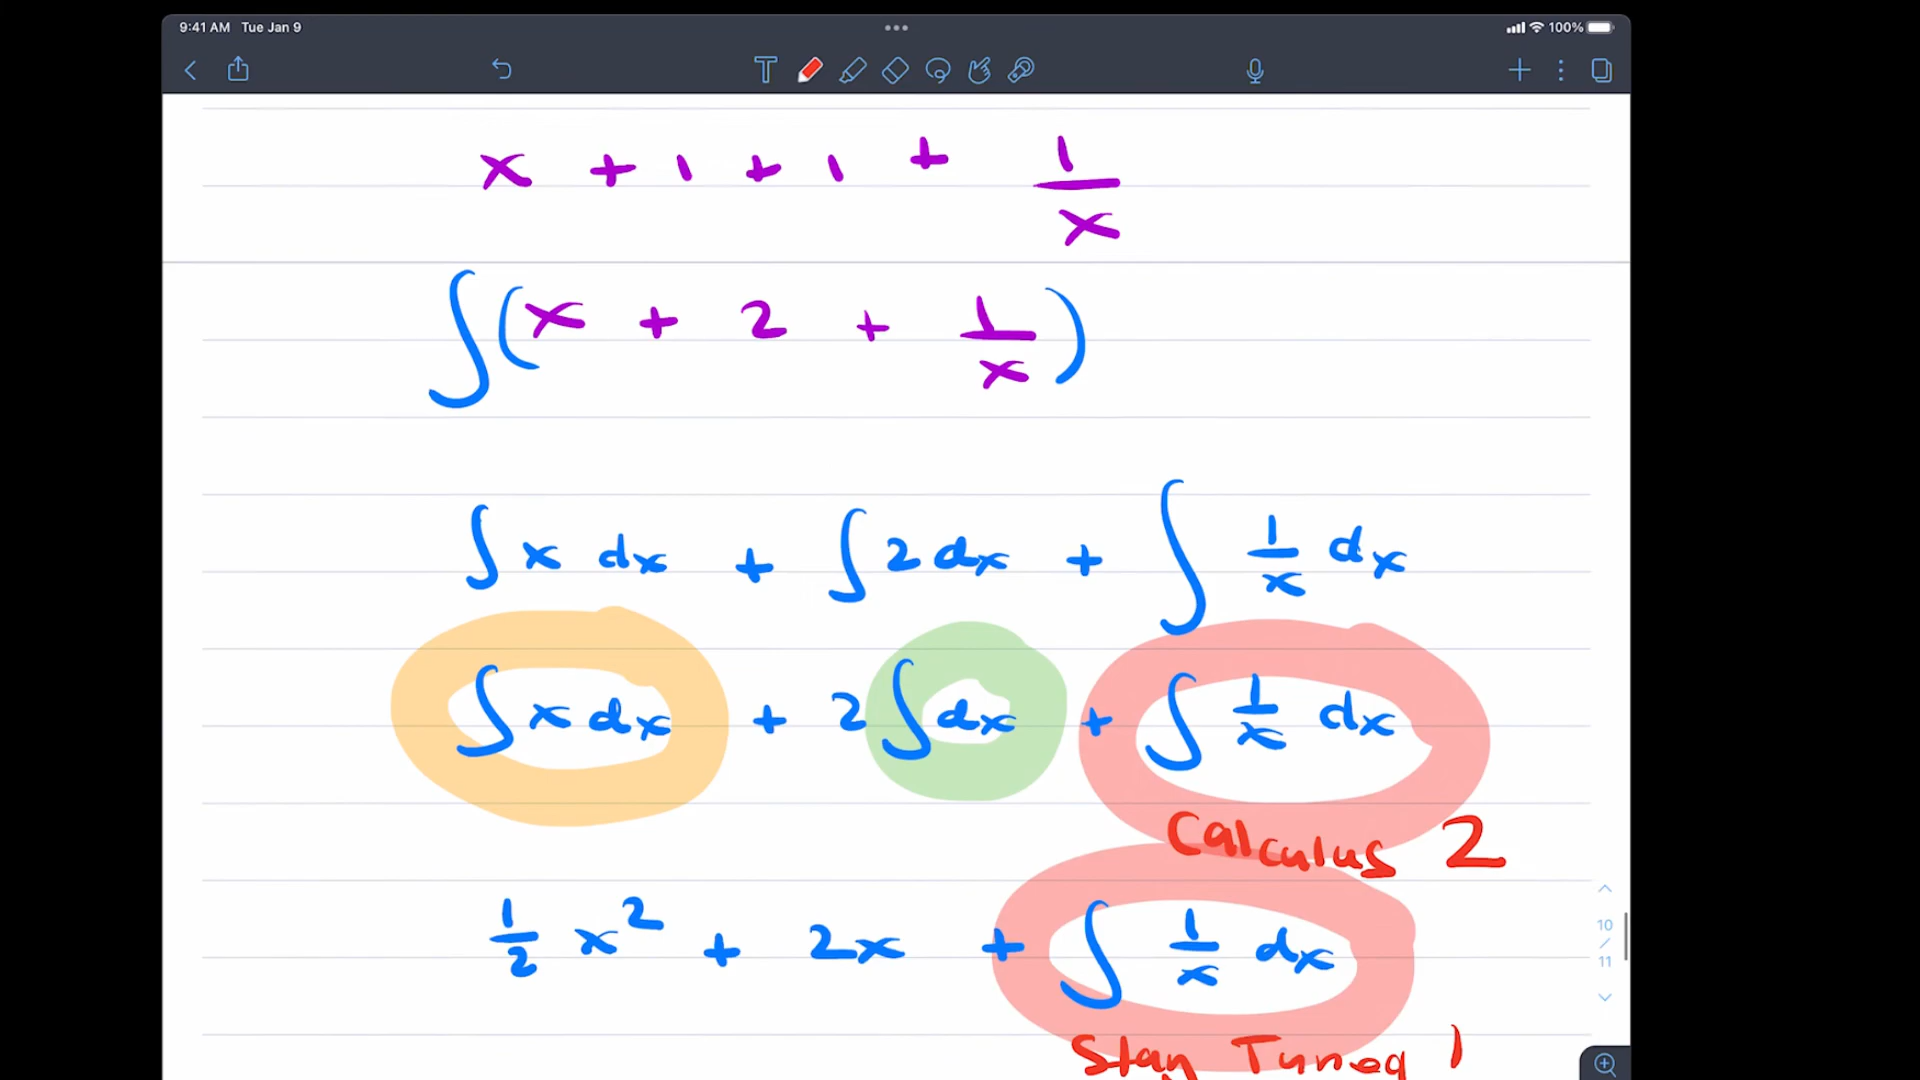 9:41 AM Tue Jan 9
100%
x + 1 + 1 + 1/x
∫(x + 2 + 1/x)
∫ x dx + ∫ 2 dx + ∫ 1/x dx
∫ x dx + 2 ∫ dx + ∫ 1/x dx
Calculus 2
1/2 x² + 2x + ∫ 1/x dx
10
/
11
Stay Tuned